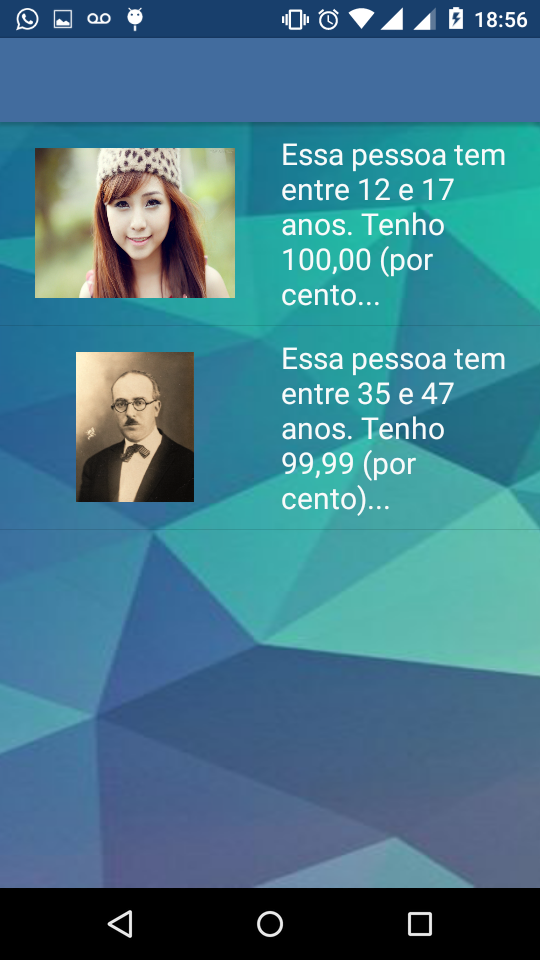 18:56
Essa pessoa tem
entre 12 e 17
anos. Tenho
100,00 (por
cento...
Essa pessoa tem
entre 35 e 47
anos. Tenho
99,99 (por
cento)...